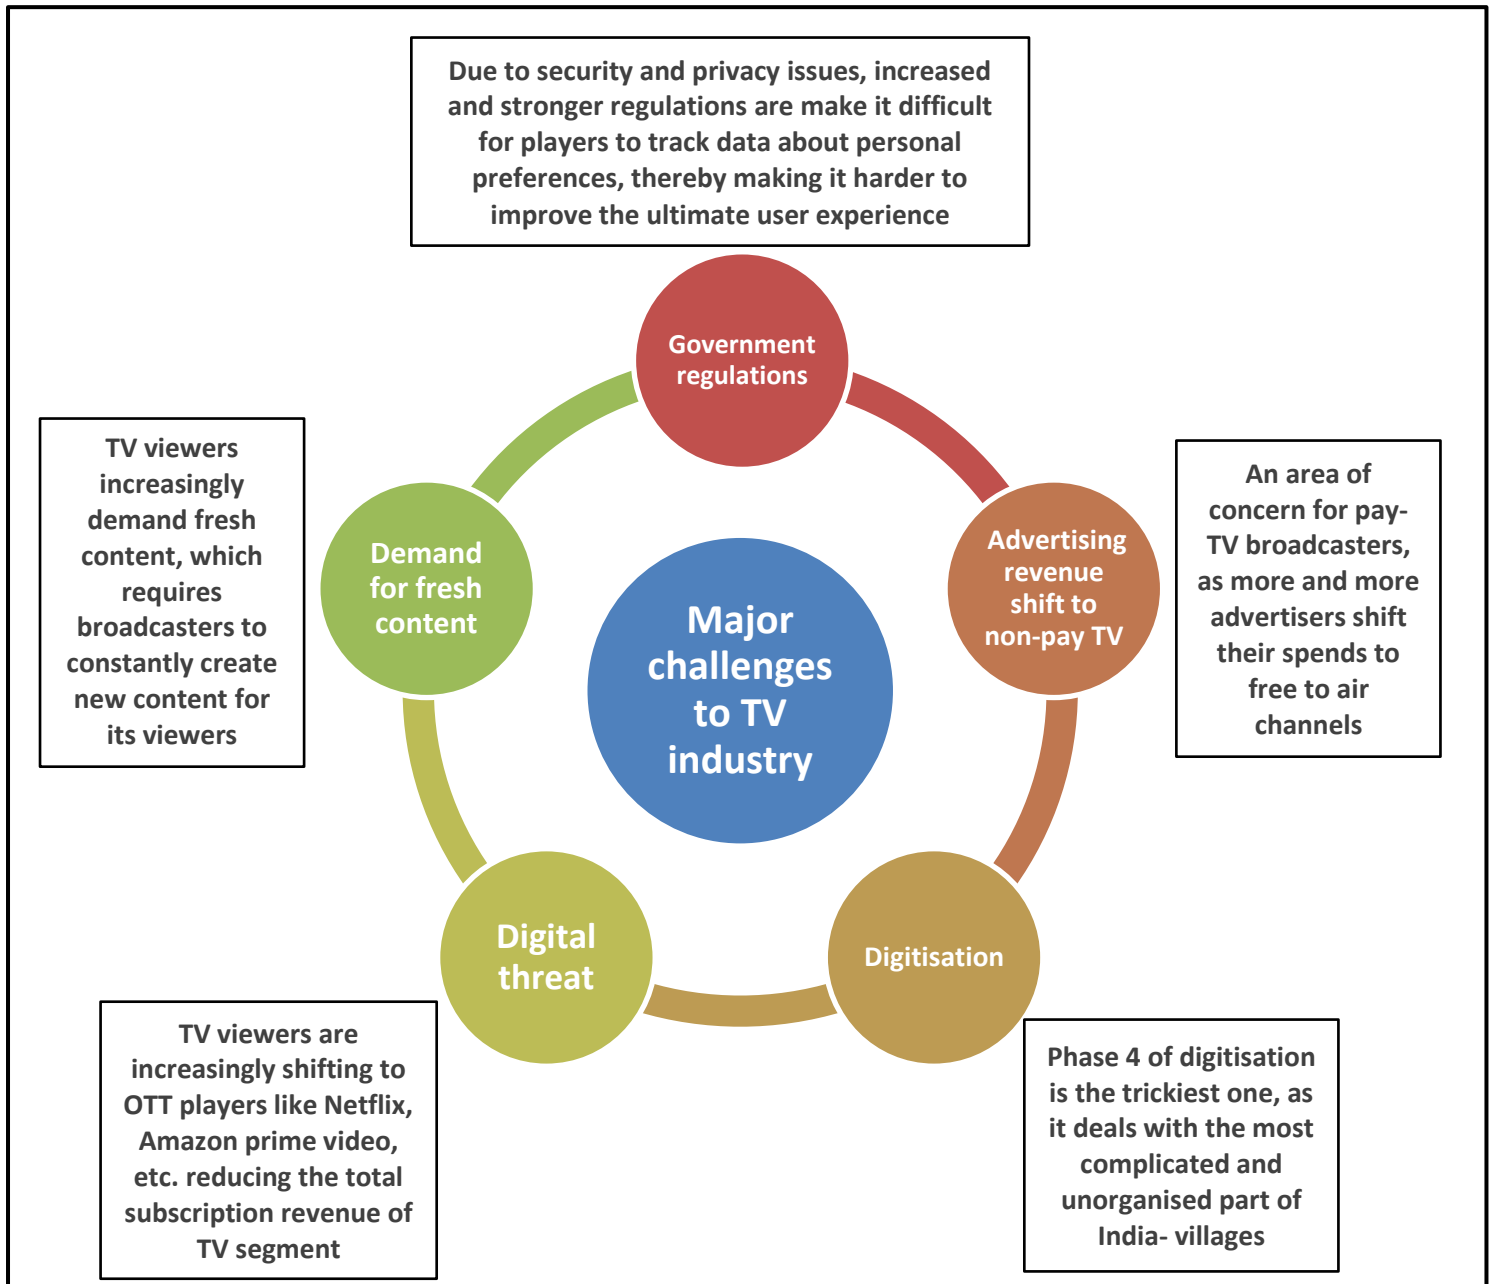 Due to security and privacy issues, increased
and stronger regulations are make it difficult
for players to track data about personal
preferences, thereby making it harder to
improve the ultimate user experience
Government
regulations
TV viewers
increasingly
demand fresh
content, which
requires
broadcasters to
constantly create
new content for
its viewers
Demand
for fresh
content
Major
challenges
to TV
industry
Advertising
revenue
shift to
non-pay TV
An area of
concern for pay-
TV broadcasters,
as more and more
advertisers shift
their spends to
free to air
channels
Digital
threat
Digitisation
TV viewers are
increasingly shifting to
OTT players like Netflix,
Amazon prime video,
etc. reducing the total
subscription revenue of
TV segment
Phase 4 of digitisation
is the trickiest one, as
it deals with the most
complicated and
unorganised part of
India- villages